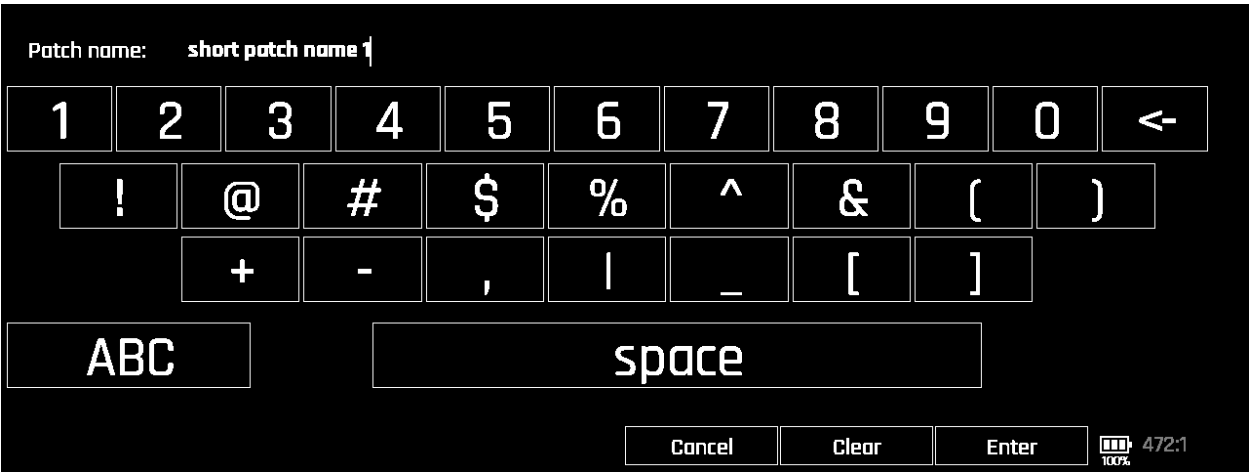 Patch name: short patch name 1
1 2 3 4 5 6 7 8 9 0 <-
! @ # $ % ^ & ( )
+ - , | _ [ ]
ABC space
Cancel Clear Enter 100% 472:1